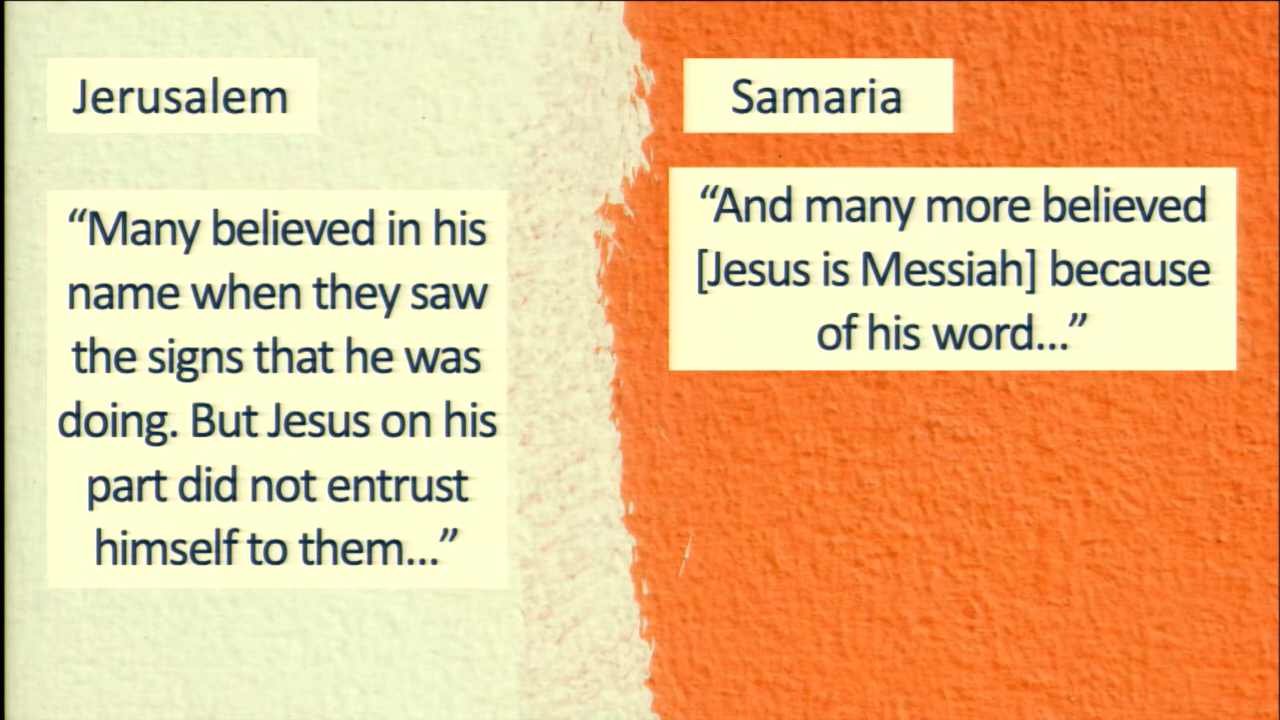 Jerusalem
“Many believed in his
name when they saw
the signs that he was
doing. But Jesus on his
part did not entrust
himself to them…”
Samaria
“And many more believed
[Jesus is Messiah] because
of his word…”